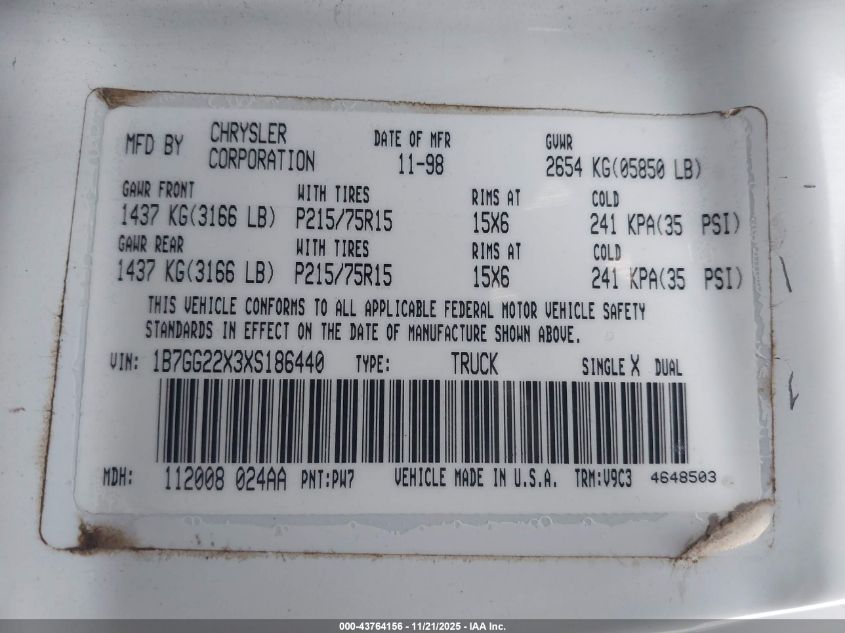 MFD BY CHRYSLER CORPORATION DATE OF MFR 11-98 GVWR 2654 KG(05850 LB)
GAWR FRONT WITH TIRES RIMS AT COLD
1437 KG(3166 LB) P215/75R15 15X6 241 KPA(35 PSI)
GAWR REAR WITH TIRES RIMS AT COLD
1437 KG(3166 LB) P215/75R15 15X6 241 KPA(35 PSI)
THIS VEHICLE CONFORMS TO ALL APPLICABLE FEDERAL MOTOR VEHICLE SAFETY
STANDARDS IN EFFECT ON THE DATE OF MANUFACTURE SHOWN ABOVE.
VIN: 1B7GG22X3XS186440 TYPE: TRUCK SINGLE X DUAL
MDH: 112008 024AA PNT:PW7 VEHICLE MADE IN U.S.A. TRM:V9C3 4648503
000-43764156 - 11/21/2025 - IAA Inc.